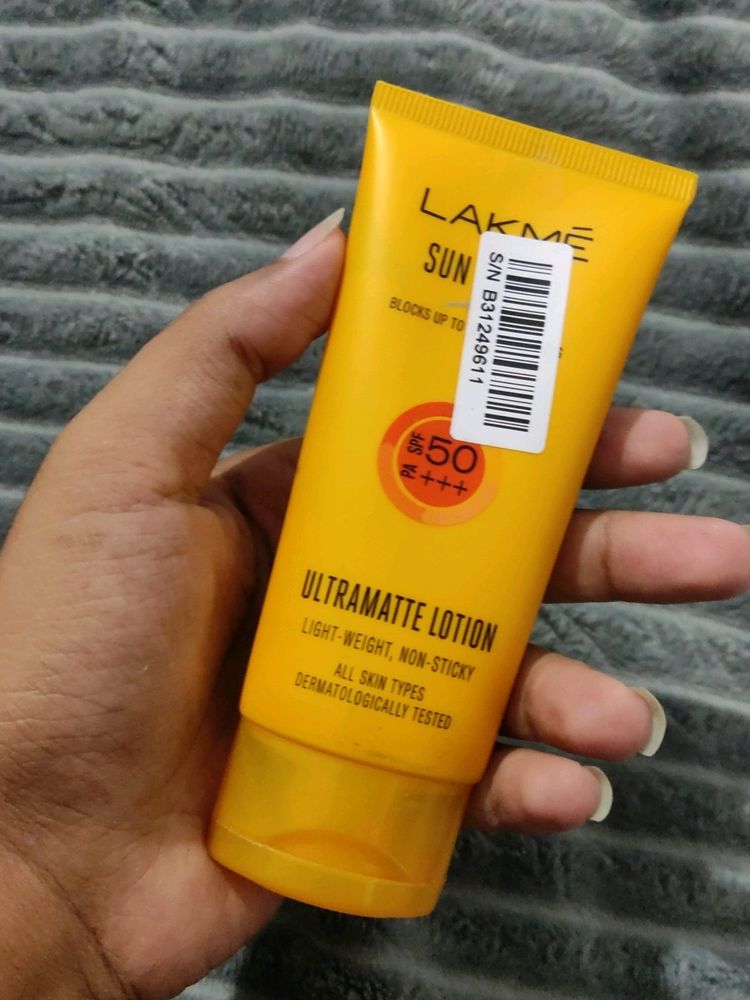 LAKMÉ
SUN
BLOCKS UP TO
S/N B31249611
SPF 50
PA +++
ULTRAMATTE LOTION
LIGHT-WEIGHT, NON-STICKY
ALL SKIN TYPES
DERMATOLOGICALLY TESTED